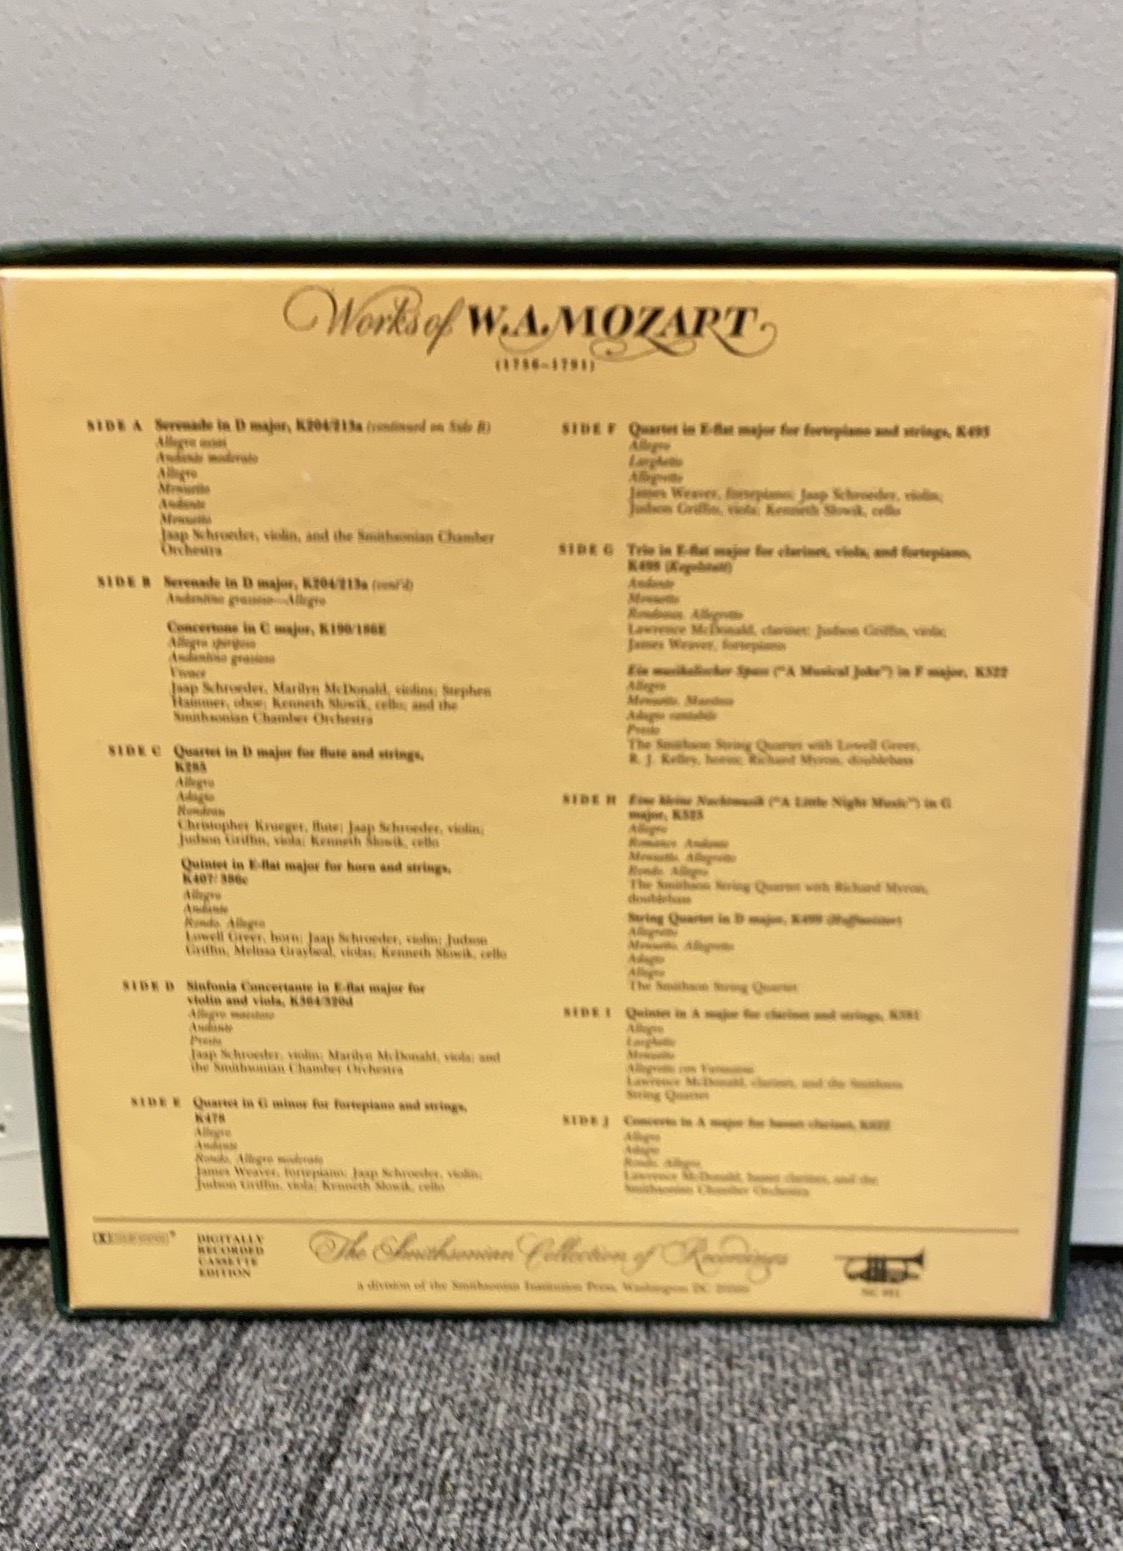 Works of W.A.MOZART
(1756–1791)
SIDE A Serenade in D major, K204/213a (continued on Side B)
Allegro assai
Andante moderato
Allegro
Menuetto
Andante
Menuetto
Jaap Schroeder, violin, and the Smithsonian Chamber
Orchestra
SIDE B Serenade in D major, K204/213a (cont'd)
Andantino grazioso—Allegro
Concertone in C major, K190/186E
Allegro spiritoso
Andantino grazioso
Vivace
Jaap Schroeder, Marilyn McDonald, violins; Stephen
Hammer, oboe; Kenneth Slowik, cello; and the
Smithsonian Chamber Orchestra
SIDE C Quartet in D major for flute and strings,
K285
Allegro
Adagio
Rondeau
Christopher Krueger, flute; Jaap Schroeder, violin;
Judson Griffin, viola; Kenneth Slowik, cello
Quintet in E-flat major for horn and strings,
K407/386c
Allegro
Andante
Rondo. Allegro
Lowell Greer, horn; Jaap Schroeder, violin; Judson
Griffin, Melissa Graybeal, violas; Kenneth Slowik, cello
SIDE D Sinfonia Concertante in E-flat major for
violin and viola, K364/320d
Allegro maestoso
Andante
Presto
Jaap Schroeder, violin; Marilyn McDonald, viola; and
the Smithsonian Chamber Orchestra
SIDE E Quartet in G minor for fortepiano and strings,
K478
Allegro
Andante
Rondo. Allegro moderato
James Weaver, fortepiano; Jaap Schroeder, violin;
Judson Griffin, viola; Kenneth Slowik, cello
SIDE F Quartet in E-flat major for fortepiano and strings, K493
Allegro
Larghetto
Allegretto
James Weaver, fortepiano; Jaap Schroeder, violin;
Judson Griffin, viola; Kenneth Slowik, cello
SIDE G Trio in E-flat major for clarinet, viola, and fortepiano,
K498 (Kegelstatt)
Andante
Menuetto
Rondeaux. Allegretto
Lawrence McDonald, clarinet; Judson Griffin, viola;
James Weaver, fortepiano
Ein musikalischer Spass ("A Musical Joke") in F major, K522
Allegro
Menuetto. Maestoso
Adagio cantabile
Presto
The Smithson String Quartet with Lowell Greer,
R. J. Kelley, horns; Richard Myron, doublebass
SIDE H Eine kleine Nachtmusik ("A Little Night Music") in G
major, K525
Allegro
Romance. Andante
Menuetto. Allegretto
Rondo. Allegro
The Smithson String Quartet with Richard Myron,
doublebass
String Quartet in D major, K499 (Hoffmeister)
Allegretto
Menuetto. Allegretto
Adagio
Allegro
The Smithson String Quartet
SIDE I Quintet in A major for clarinet and strings, K581
Allegro
Larghetto
Menuetto
Allegretto con Variazioni
Lawrence McDonald, clarinet, and the Smithson
String Quartet
SIDE J Concerto in A major for basset clarinet, K622
Allegro
Adagio
Rondo. Allegro
Lawrence McDonald, basset clarinet, and the
Smithsonian Chamber Orchestra
DIGITALLY
RECORDED
CASSETTE
EDITION
The Smithsonian Collection of Recordings
a division of the Smithsonian Institution Press, Washington DC 20560